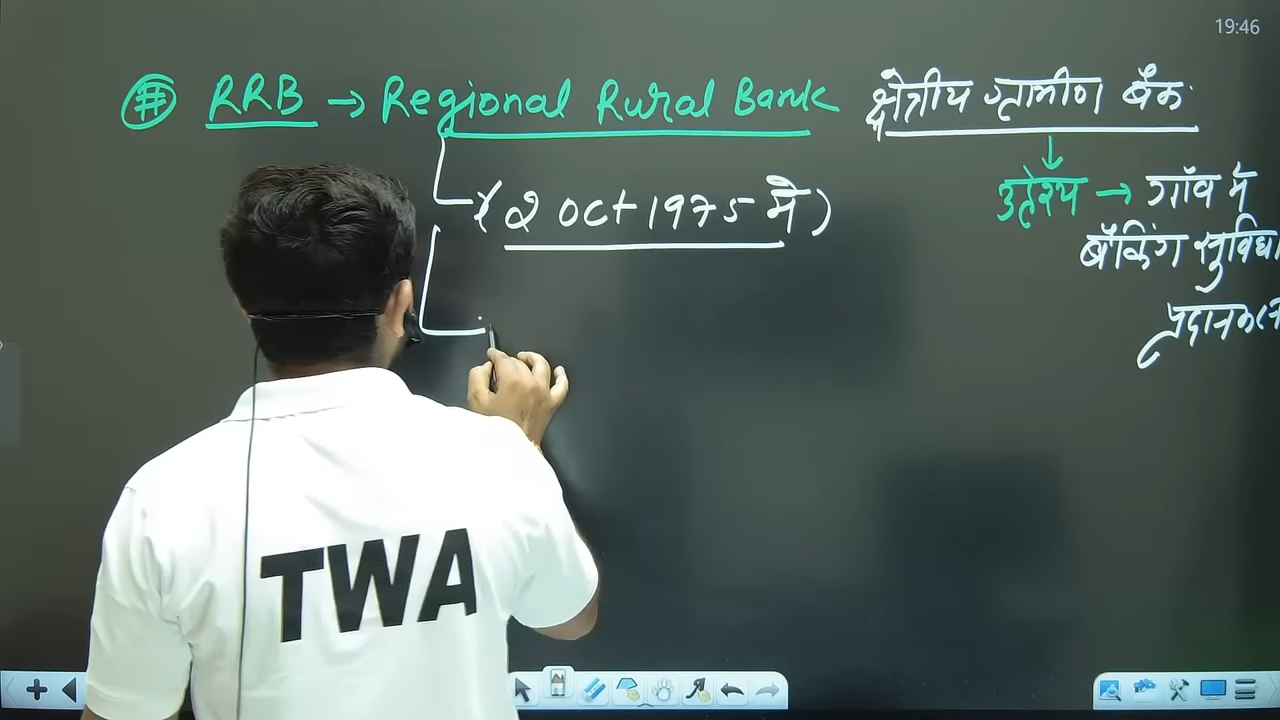 19:46
# RRB → Regional Rural Bank क्षेत्रीय ग्रामीण बैंक
(2 Oct 1975 में)
उद्देश्य → गाँव में
बैंकिंग सुविधा
TWA